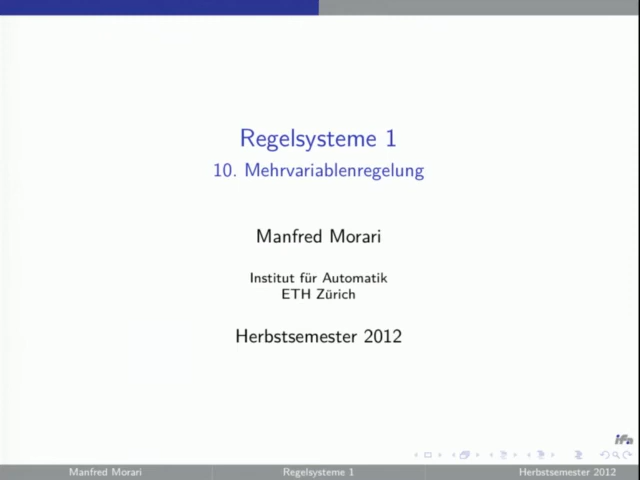 Regelsysteme 1
10. Mehrvariablenregelung
Manfred Morari
Institut für Automatik
ETH Zürich
Herbstsemester 2012
ifa
Manfred Morari Regelsysteme 1 Herbstsemester 2012